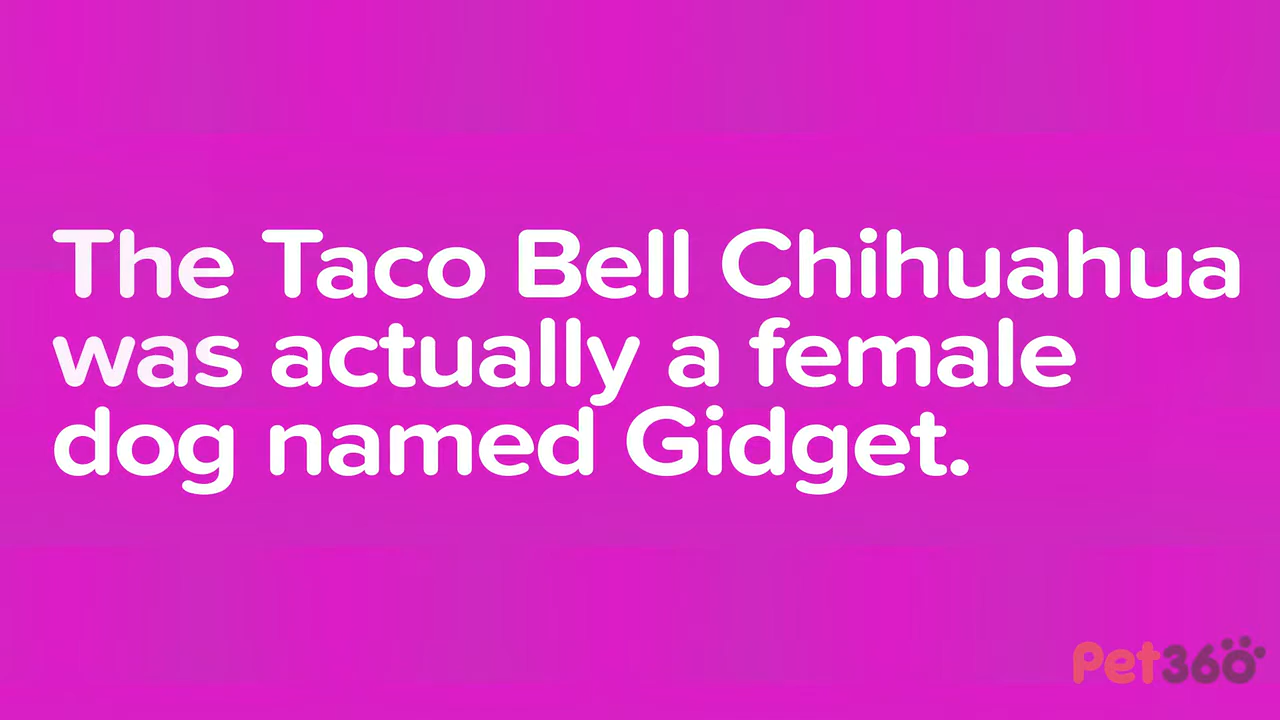 The Taco Bell Chihuahua
was actually a female
dog named Gidget.
Pet360